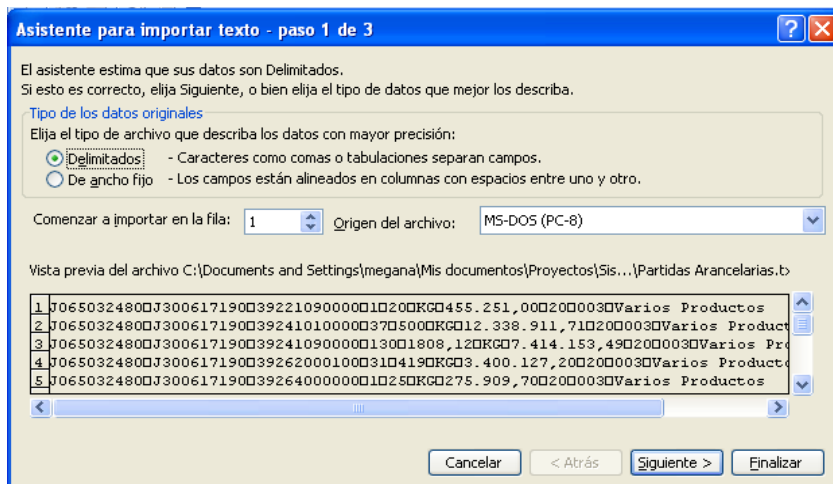 Asistente para importar texto - paso 1 de 3
El asistente estima que sus datos son Delimitados.
Si esto es correcto, elija Siguiente, o bien elija el tipo de datos que mejor los describa.
Tipo de los datos originales
Elija el tipo de archivo que describa los datos con mayor precisión:
Delimitados - Caracteres como comas o tabulaciones separan campos.
De ancho fijo - Los campos están alineados en columnas con espacios entre uno y otro.
Comenzar a importar en la fila: 1 Origen del archivo: MS-DOS (PC-8)
Vista previa del archivo C:\Documents and Settings\megana\Mis documentos\Proyectos\Sis...\Partidas Arancelarias.t
1 J065032480□J300617190□39221090000□1□20□KG□455.251,00□20□003□Varios Productos
2 J065032480□J300617190□39241010000□37□500□KG□12.338.911,71□20□003□Varios Product
3 J065032480□J300617190□39241090000□130□1808,12□KG□7.414.153,49□20□003□Varios Pro
4 J065032480□J300617190□39262000100□31□419□KG□3.400.127,20□20□003□Varios Producto
5 J065032480□J300617190□39264000000□1□25□KG□275.909,70□20□003□Varios Productos
Cancelar < Atrás Siguiente > Finalizar